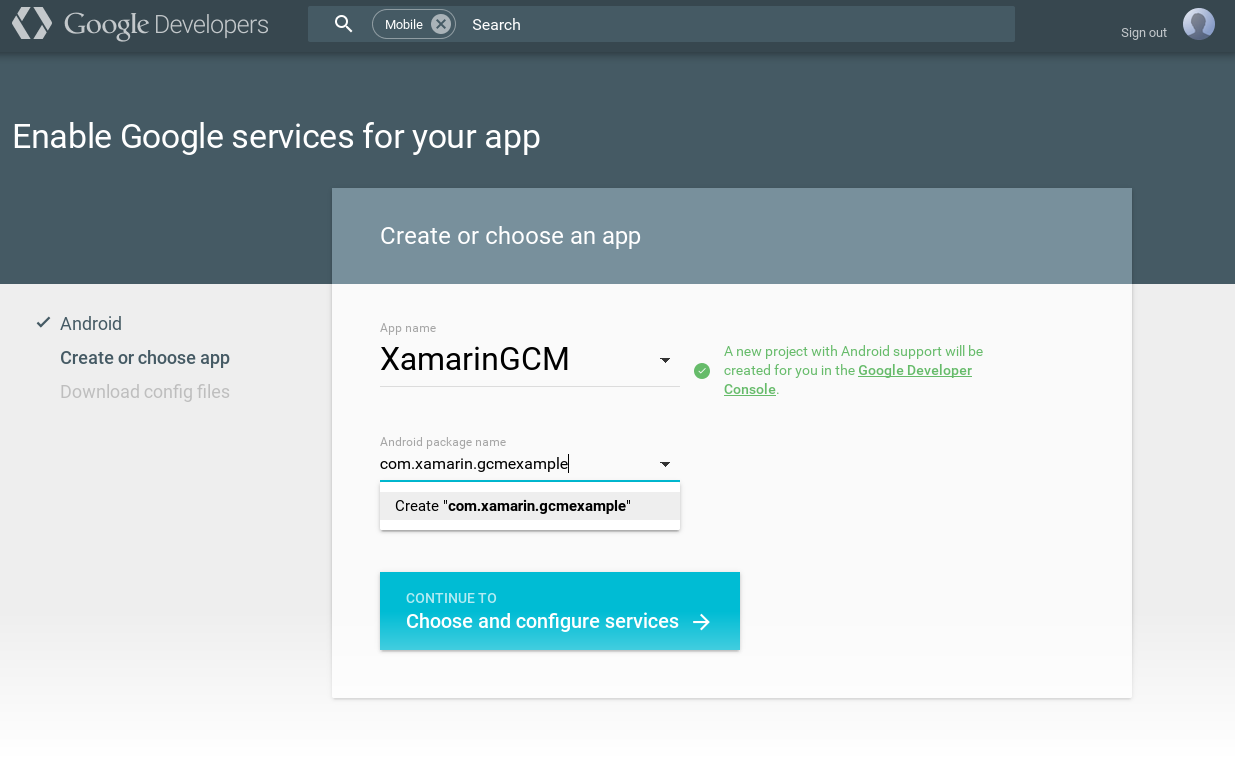 Google Developers
Mobile
Search
Sign out
Enable Google services for your app
Create or choose an app
Android
Create or choose app
Download config files
App name
XamarinGCM
A new project with Android support will be
created for you in the Google Developer
Console.
Android package name
com.xamarin.gcmexample
Create "com.xamarin.gcmexample"
CONTINUE TO
Choose and configure services